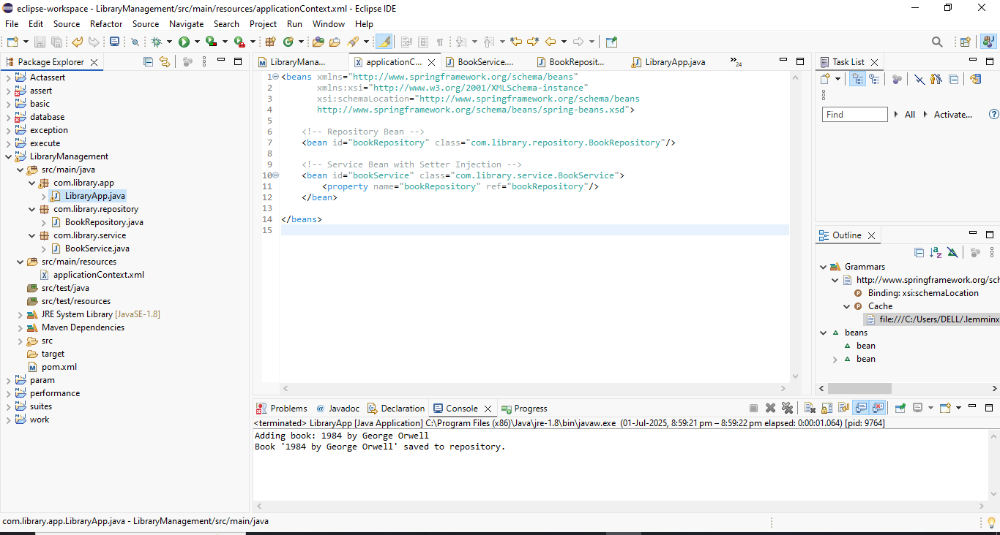 eclipse-workspace - LibraryManagement/src/main/resources/applicationContext.xml - Eclipse IDE
File Edit Source Refactor Source Navigate Search Project Run Window Help
Package Explorer
Actassert
assert
basic
database
exception
execute
LibraryManagement
src/main/java
com.library.app
LibraryApp.java
com.library.repository
BookRepository.java
com.library.service
BookService.java
src/main/resources
applicationContext.xml
src/test/java
src/test/resources
JRE System Library [JavaSE-1.8]
Maven Dependencies
src
target
pom.xml
param
performance
suites
work
LibraryMana... applicationC... BookService.... BookReposit... LibraryApp.java »24
1 <beans xmlns="http://www.springframework.org/schema/beans"
2 xmlns:xsi="http://www.w3.org/2001/XMLSchema-instance"
3 xsi:schemaLocation="http://www.springframework.org/schema/beans
4 http://www.springframework.org/schema/beans/spring-beans.xsd">
5
6 <!-- Repository Bean -->
7 <bean id="bookRepository" class="com.library.repository.BookRepository"/>
8
9 <!-- Service Bean with Setter Injection -->
10 <bean id="bookService" class="com.library.service.BookService">
11 <property name="bookRepository" ref="bookRepository"/>
12 </bean>
13
14 </beans>
15
Task List
Find All Activate...
Outline
Grammars
http://www.springframework.org/sch
Binding: xsi:schemaLocation
Cache
file:///C:/Users/DELL/.lemminx
beans
bean
bean
Problems Javadoc Declaration Console Progress
<terminated> LibraryApp [Java Application] C:\Program Files (x86)\Java\jre-1.8\bin\javaw.exe (01-Jul-2025, 8:59:21 pm – 8:59:22 pm elapsed: 0:00:01.064) [pid: 9764]
Adding book: 1984 by George Orwell
Book '1984 by George Orwell' saved to repository.
com.library.app.LibraryApp.java - LibraryManagement/src/main/java